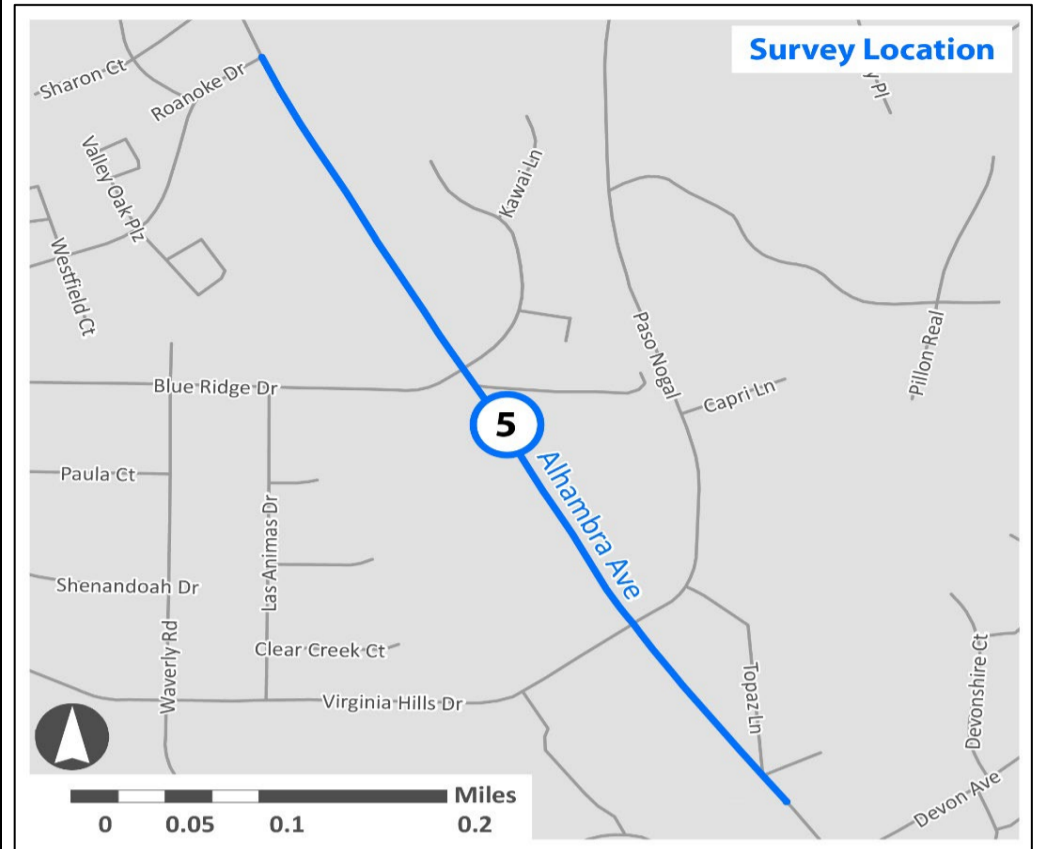 Survey Location
Sharon Ct
Roanoke Dr
y Pl
Valley Oak Plz
Kawai Ln
Westfield Ct
Paso Nogal
Pillon Real
Blue Ridge Dr
Capri Ln
5
Alhambra Ave
Paula Ct
Las Animas Dr
Shenandoah Dr
Waverly Rd
Clear Creek Ct
Topaz Ln
Devonshire Ct
Virginia Hills Dr
Devon Ave
Miles
0 0.05 0.1 0.2